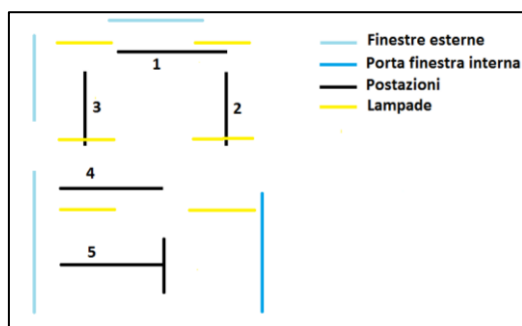 1
3
2
4
5
Finestre esterne
Porta finestra interna
Postazioni
Lampade